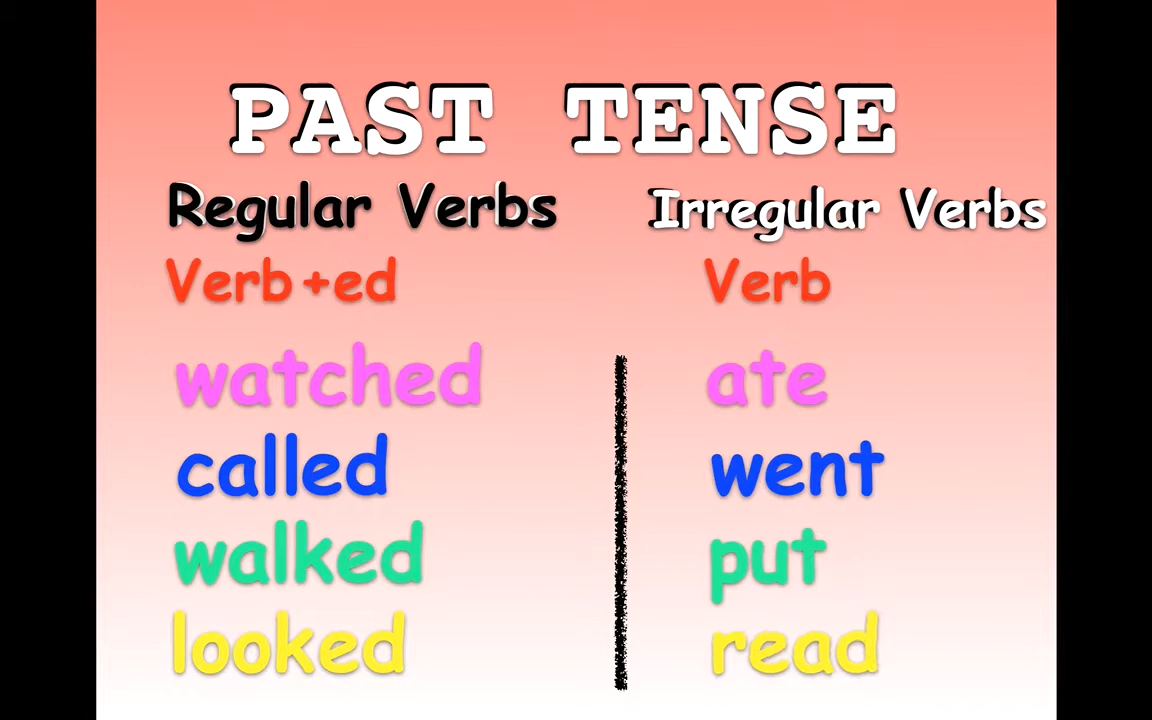 PAST TENSE
Regular Verbs
Irregular Verbs
Verb+ed
Verb
watched
ate
called
went
walked
put
looked
read